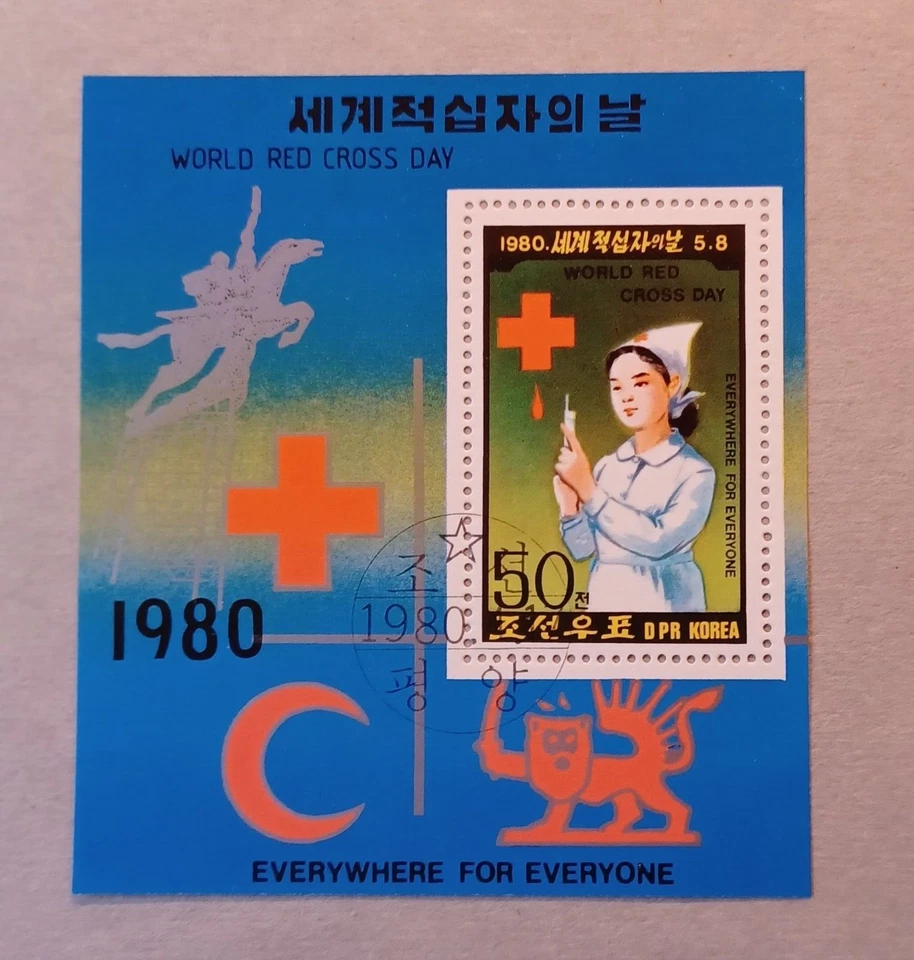 세계적십자의 날
WORLD RED CROSS DAY
1980. 세계적십자의 날 5.8
WORLD RED
CROSS DAY
EVERYWHERE FOR EVERYONE
50전
조선우표 DPR KOREA
1980
조
1980.
평 양
EVERYWHERE FOR EVERYONE